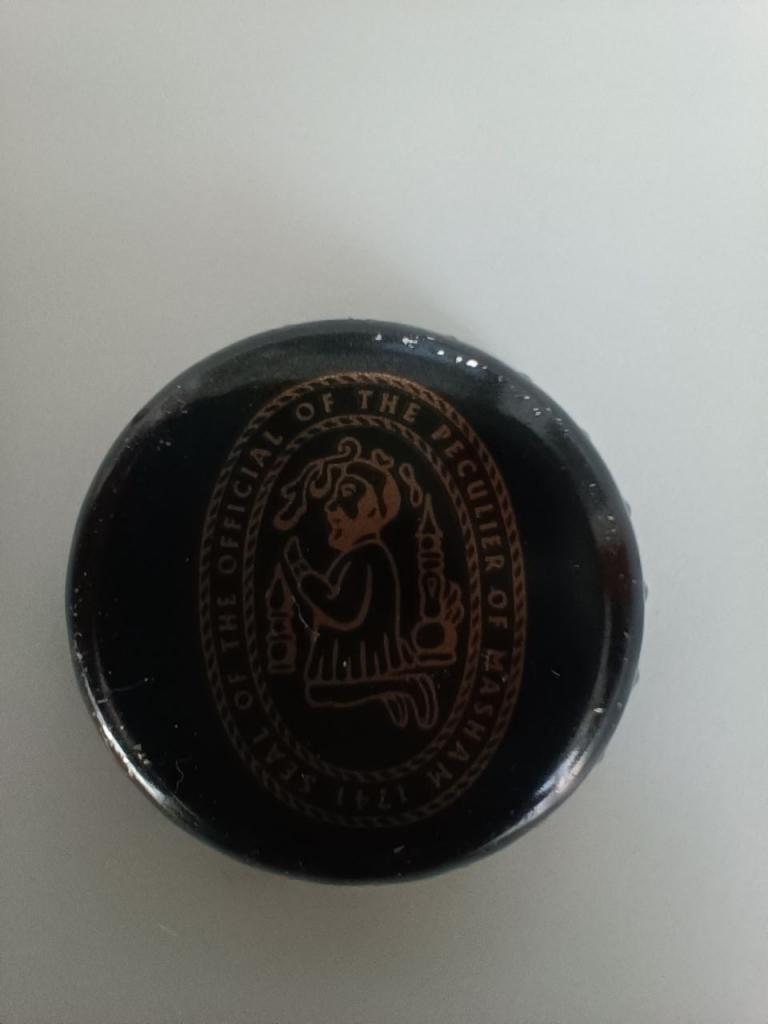 SEAL OF THE OFFICIAL OF THE PECULIER OF MASHAM 1741